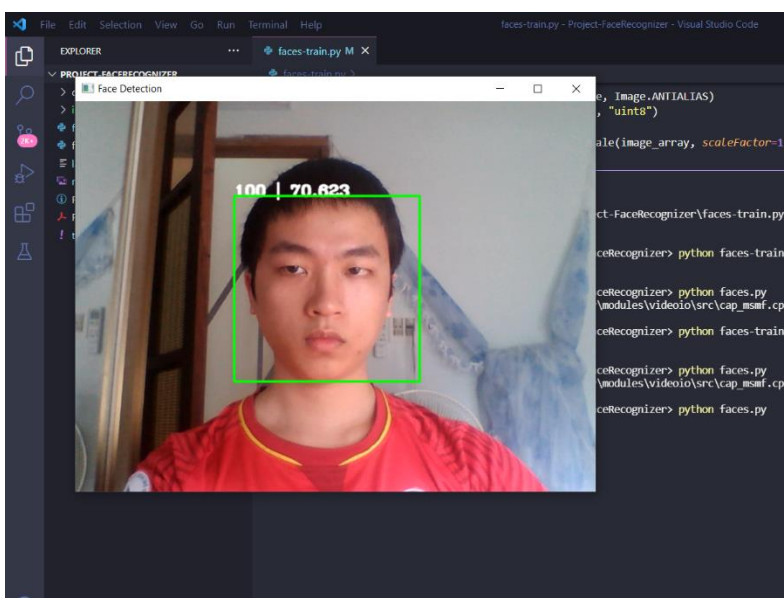 File Edit Selection View Go Run Terminal Help
faces-train.py - Project-FaceRecognizer - Visual Studio Code
EXPLORER
faces-train.py M
PROJECT-FACERECOGNIZER
Face Detection
100 | 70.623
e, Image.ANTIALIAS)
, "uint8")
ale(image_array, scaleFactor=1
ct-FaceRecognizer\faces-train.py
ceRecognizer> python faces-train
ceRecognizer> python faces.py
\modules\videoio\src\cap_msmf.cp
ceRecognizer> python faces-train
ceRecognizer> python faces.py
\modules\videoio\src\cap_msmf.cp
ceRecognizer> python faces.py